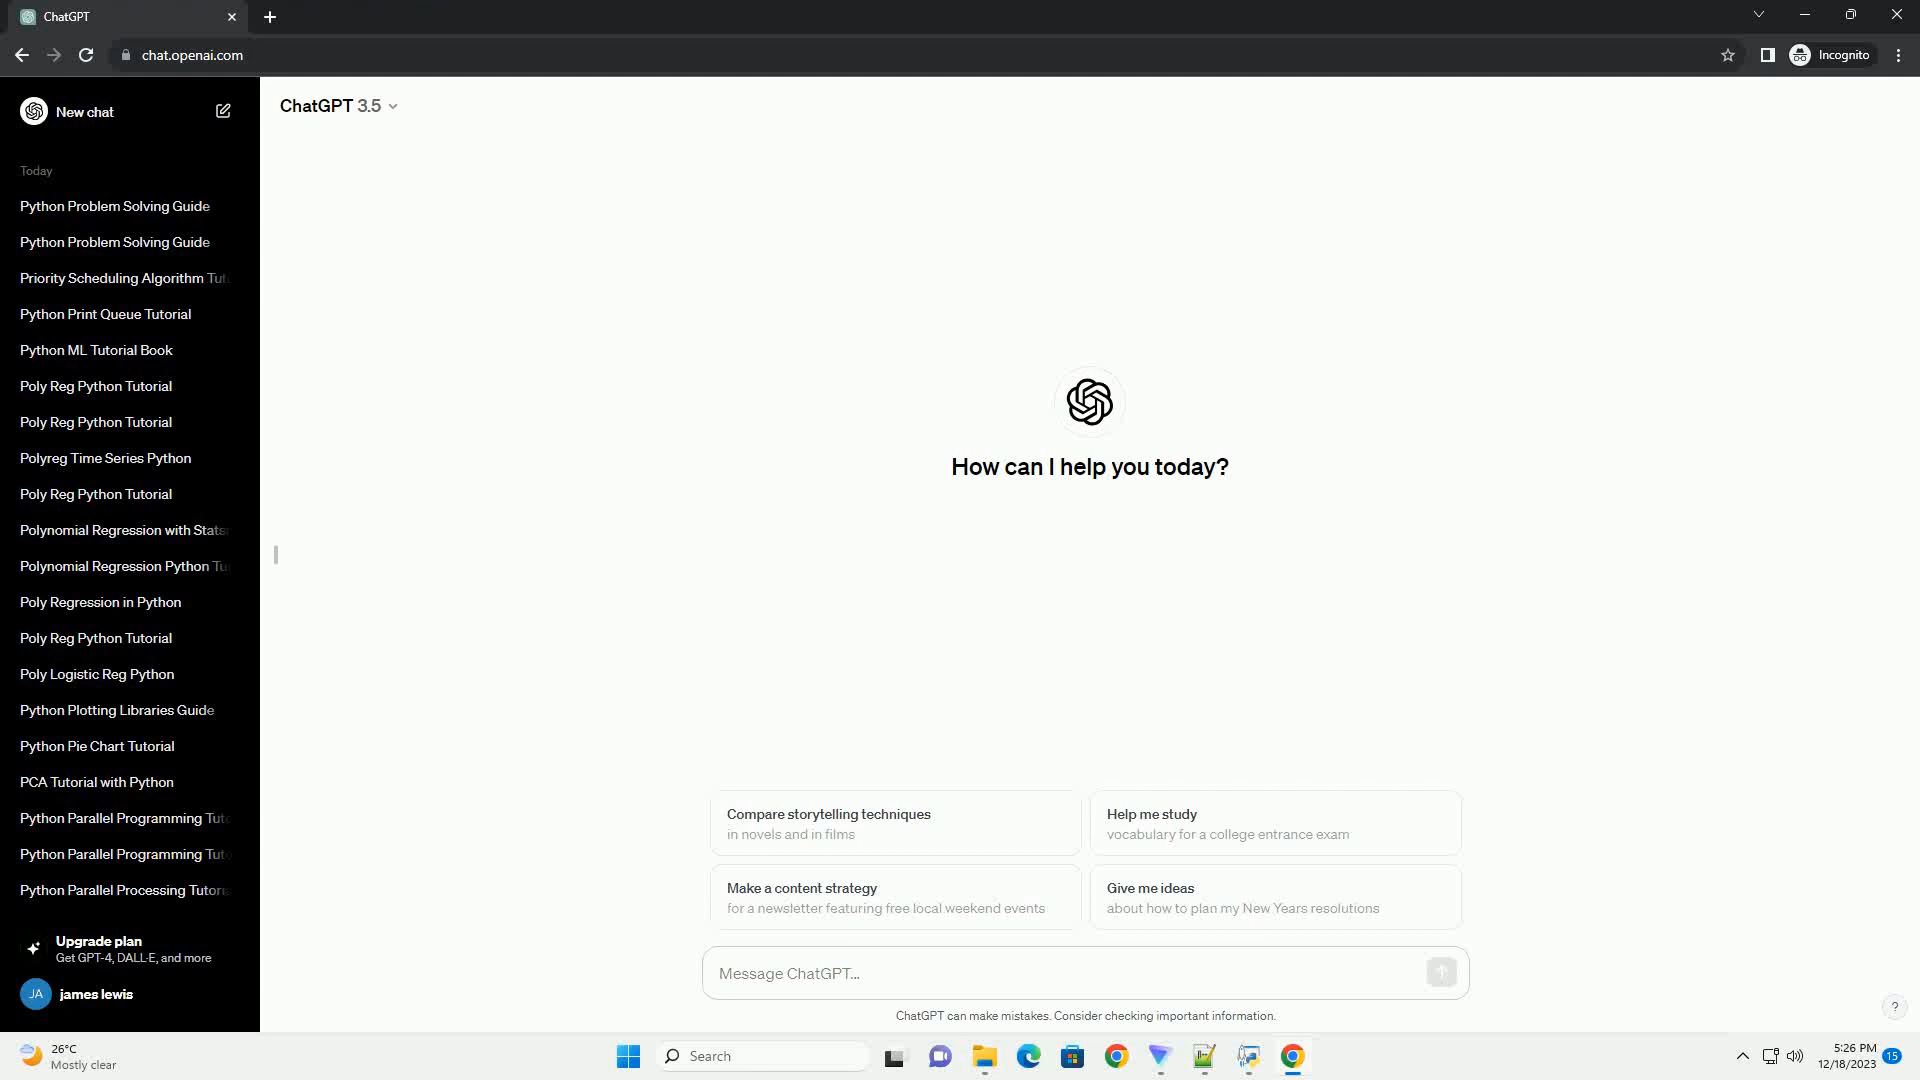 ChatGPT
chat.openai.com
Incognito
New chat
ChatGPT 3.5
Today
Python Problem Solving Guide
Python Problem Solving Guide
Priority Scheduling Algorithm Tut
Python Print Queue Tutorial
Python ML Tutorial Book
Poly Reg Python Tutorial
Poly Reg Python Tutorial
Polyreg Time Series Python
Poly Reg Python Tutorial
Polynomial Regression with Stats
Polynomial Regression Python Tu
Poly Regression in Python
Poly Reg Python Tutorial
Poly Logistic Reg Python
Python Plotting Libraries Guide
Python Pie Chart Tutorial
PCA Tutorial with Python
Python Parallel Programming Tuto
Python Parallel Programming Tuto
Python Parallel Processing Tutoria
Upgrade plan
Get GPT-4, DALL·E, and more
JA
james lewis
How can I help you today?
Compare storytelling techniques
in novels and in films
Help me study
vocabulary for a college entrance exam
Make a content strategy
for a newsletter featuring free local weekend events
Give me ideas
about how to plan my New Years resolutions
Message ChatGPT...
ChatGPT can make mistakes. Consider checking important information.
?
26°C
Mostly clear
Search
5:26 PM
12/18/2023
15